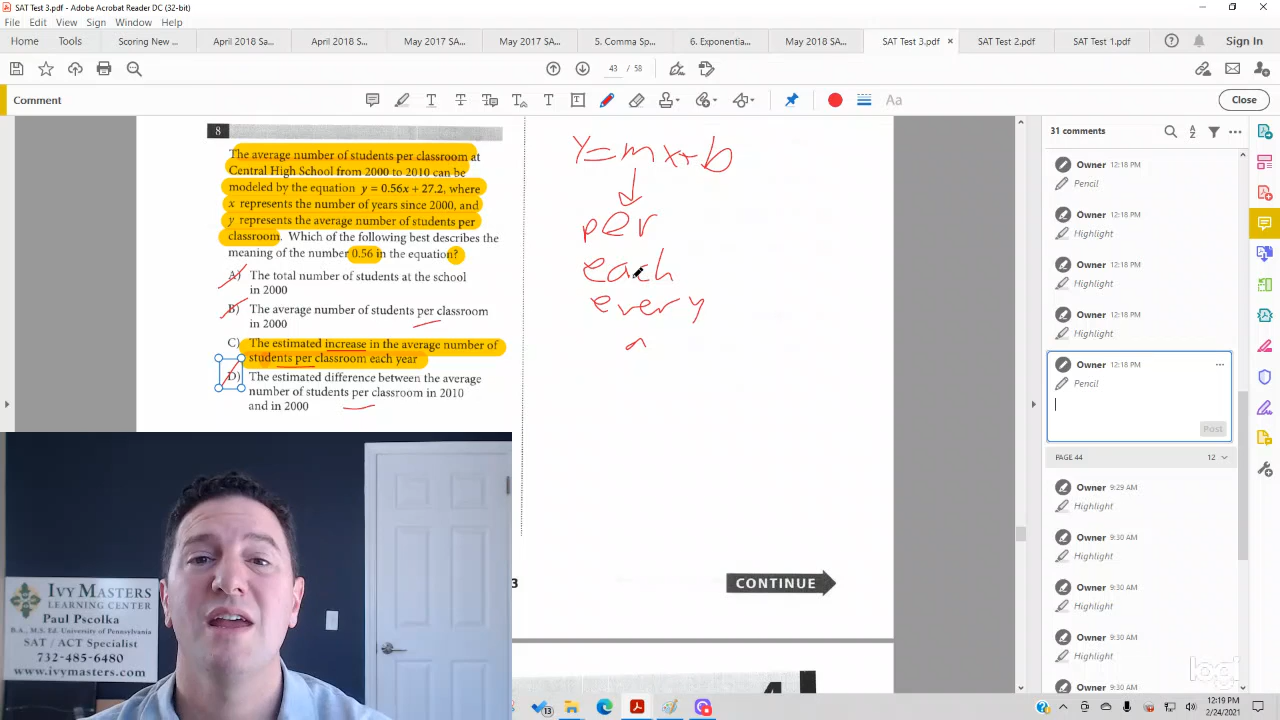 SAT Test 3.pdf - Adobe Acrobat Reader DC (32-bit)
File Edit View Sign Window Help
Home Tools Scoring New ... April 2018 Sa... April 2018 S... May 2017 SA... May 2017 SA... 5. Comma Sp... 6. Exponentia... May 2018 SA... SAT Test 3.pdf SAT Test 2.pdf SAT Test 1.pdf Sign In
43 / 58
Comment
Aa
Close
8
The average number of students per classroom at
Central High School from 2000 to 2010 can be
modeled by the equation y = 0.56x + 27.2, where
x represents the number of years since 2000, and
y represents the average number of students per
classroom. Which of the following best describes the
meaning of the number 0.56 in the equation?
A) The total number of students at the school
in 2000
B) The average number of students per classroom
in 2000
C) The estimated increase in the average number of
students per classroom each year
D) The estimated difference between the average
number of students per classroom in 2010
and in 2000
y=mx+b
per
each
every
3
CONTINUE
4
31 comments
Owner 12:18 PM
Pencil
Owner 12:18 PM
Highlight
Owner 12:18 PM
Highlight
Owner 12:18 PM
Highlight
Owner 12:18 PM
Pencil
Post
PAGE 44 12
Owner 9:29 AM
Highlight
Owner 9:30 AM
Highlight
Owner 9:30 AM
Highlight
Owner 9:30 AM
Highlight
Owner 9:30 AM
IVY MASTERS
LEARNING CENTER
Paul Pscolka
B.A., M.S. Ed. University of Pennsylvania
SAT / ACT Specialist
732-485-6480
www.ivymasters.com
logi
12:19 PM
2/24/2021